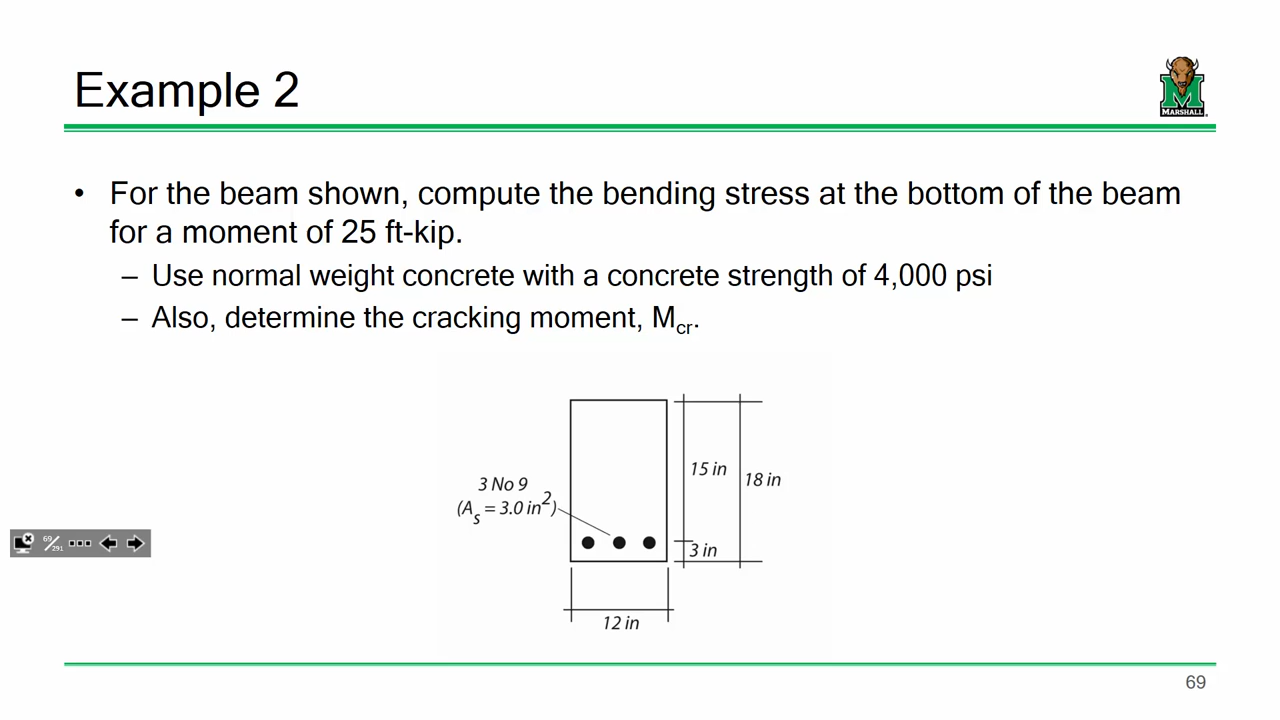 Example 2
MARSHALL
• For the beam shown, compute the bending stress at the bottom of the beam
for a moment of 25 ft-kip.
– Use normal weight concrete with a concrete strength of 4,000 psi
– Also, determine the cracking moment, Mcr.
15 in
18 in
3 No 9
(As = 3.0 in2)
69/291
3 in
12 in
69